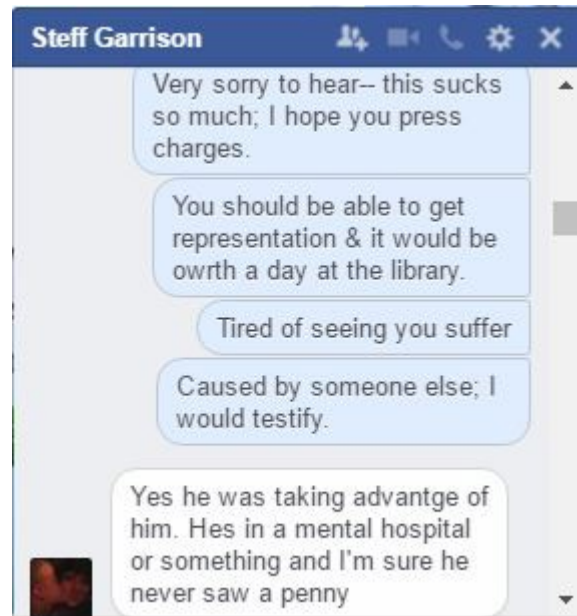 Steff Garrison
Very sorry to hear-- this sucks
so much; I hope you press
charges.
You should be able to get
representation & it would be
owrth a day at the library.
Tired of seeing you suffer
Caused by someone else; I
would testify.
Yes he was taking advantge of
him. Hes in a mental hospital
or something and I'm sure he
never saw a penny